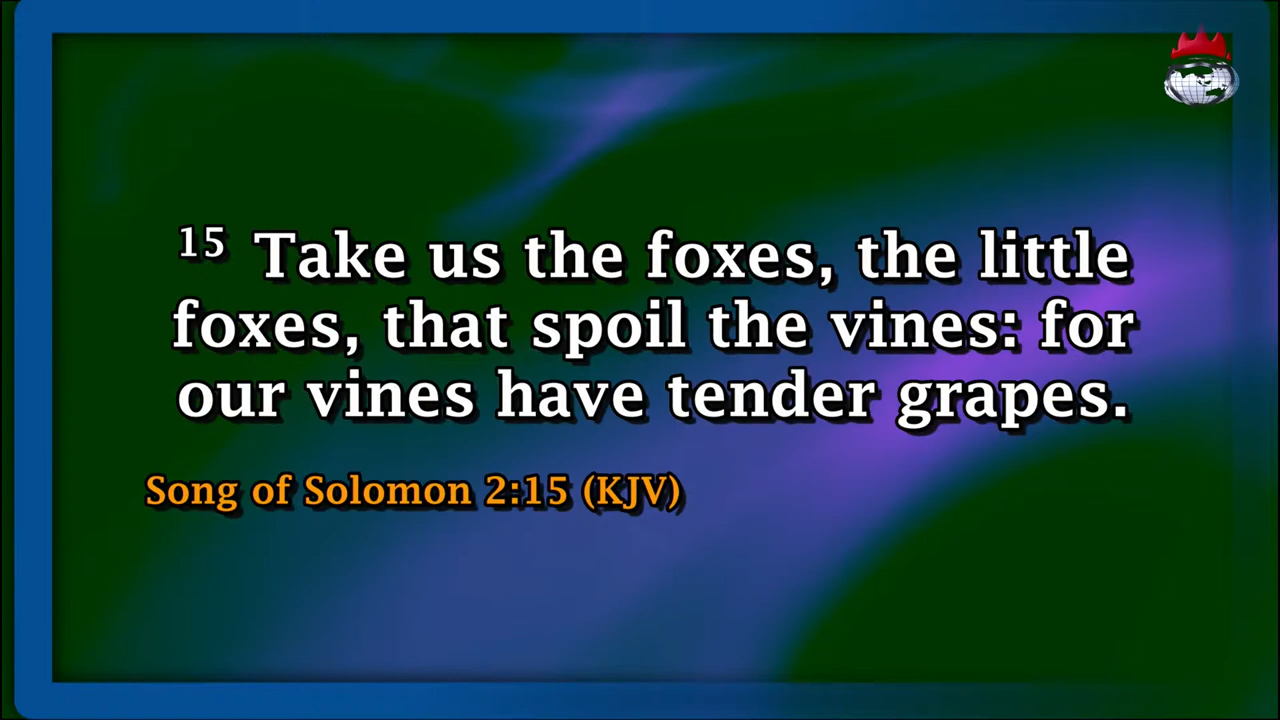 15 Take us the foxes, the little
foxes, that spoil the vines: for
our vines have tender grapes.
Song of Solomon 2:15 (KJV)